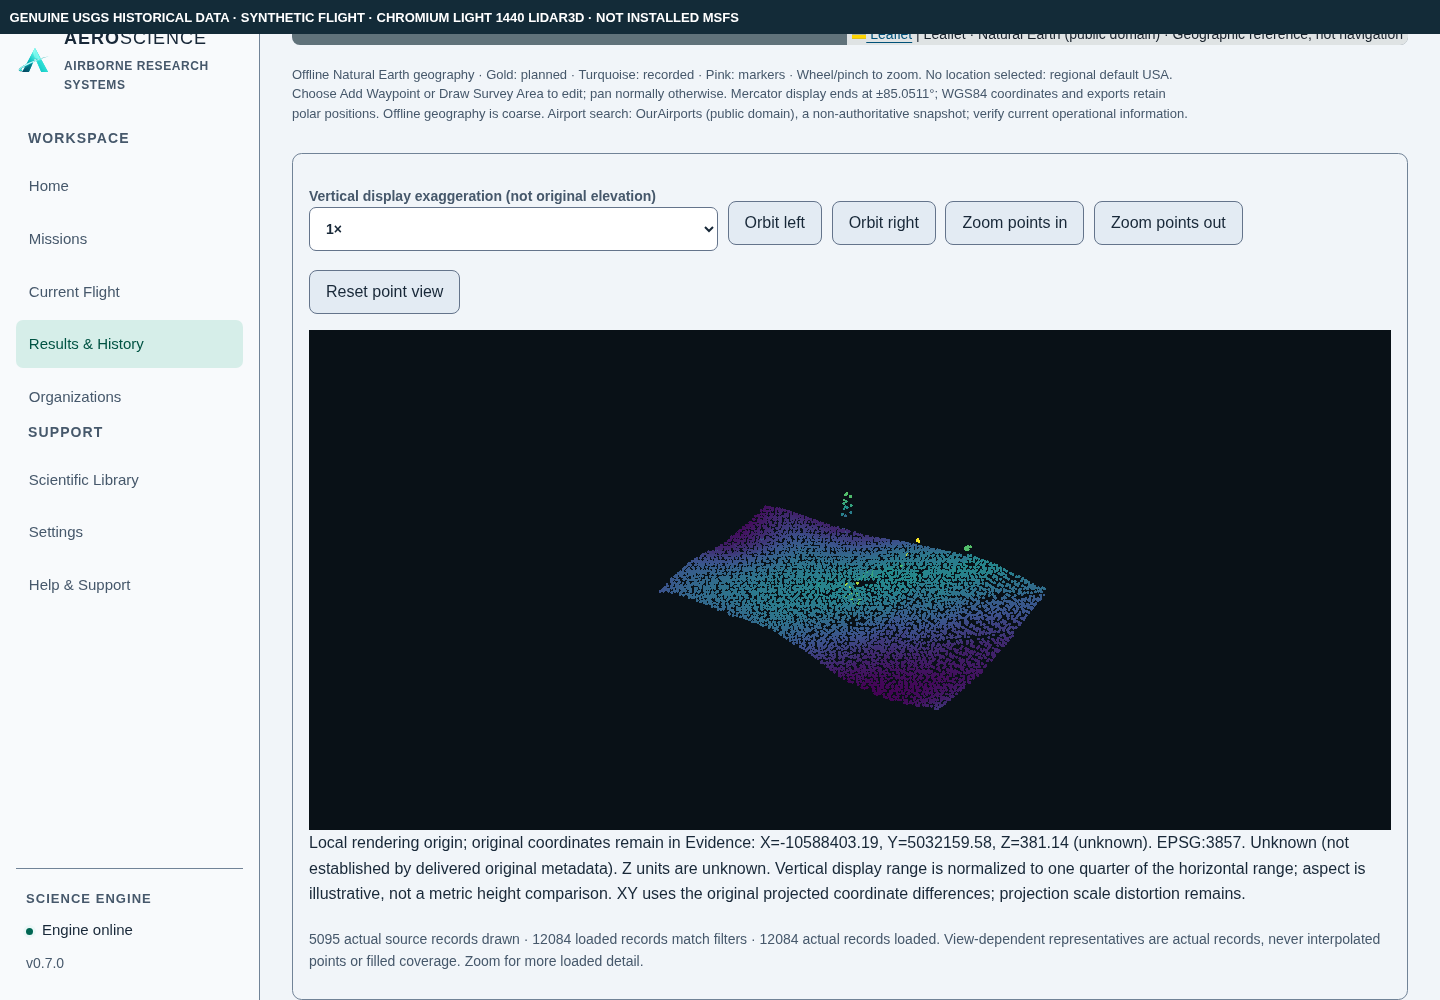 GENUINE USGS HISTORICAL DATA · SYNTHETIC FLIGHT · CHROMIUM LIGHT 1440 LIDAR3D · NOT INSTALLED MSFS
AEROSCIENCE
AIRBORNE RESEARCH
SYSTEMS
WORKSPACE
Home
Missions
Current Flight
Results & History
Organizations
SUPPORT
Scientific Library
Settings
Help & Support
SCIENCE ENGINE
Engine online
v0.7.0
Leaflet | Leaflet · Natural Earth (public domain) · Geographic reference; not navigation
Offline Natural Earth geography · Gold: planned · Turquoise: recorded · Pink: markers · Wheel/pinch to zoom. No location selected: regional default USA.
Choose Add Waypoint or Draw Survey Area to edit; pan normally otherwise. Mercator display ends at ±85.0511°; WGS84 coordinates and exports retain
polar positions. Offline geography is coarse. Airport search: OurAirports (public domain), a non-authoritative snapshot; verify current operational information.
Vertical display exaggeration (not original elevation)
1×
Orbit left
Orbit right
Zoom points in
Zoom points out
Reset point view
Local rendering origin; original coordinates remain in Evidence: X=-10588403.19, Y=5032159.58, Z=381.14 (unknown). EPSG:3857. Unknown (not
established by delivered original metadata). Z units are unknown. Vertical display range is normalized to one quarter of the horizontal range; aspect is
illustrative, not a metric height comparison. XY uses the original projected coordinate differences; projection scale distortion remains.
5095 actual source records drawn · 12084 loaded records match filters · 12084 actual records loaded. View-dependent representatives are actual records, never interpolated
points or filled coverage. Zoom for more loaded detail.